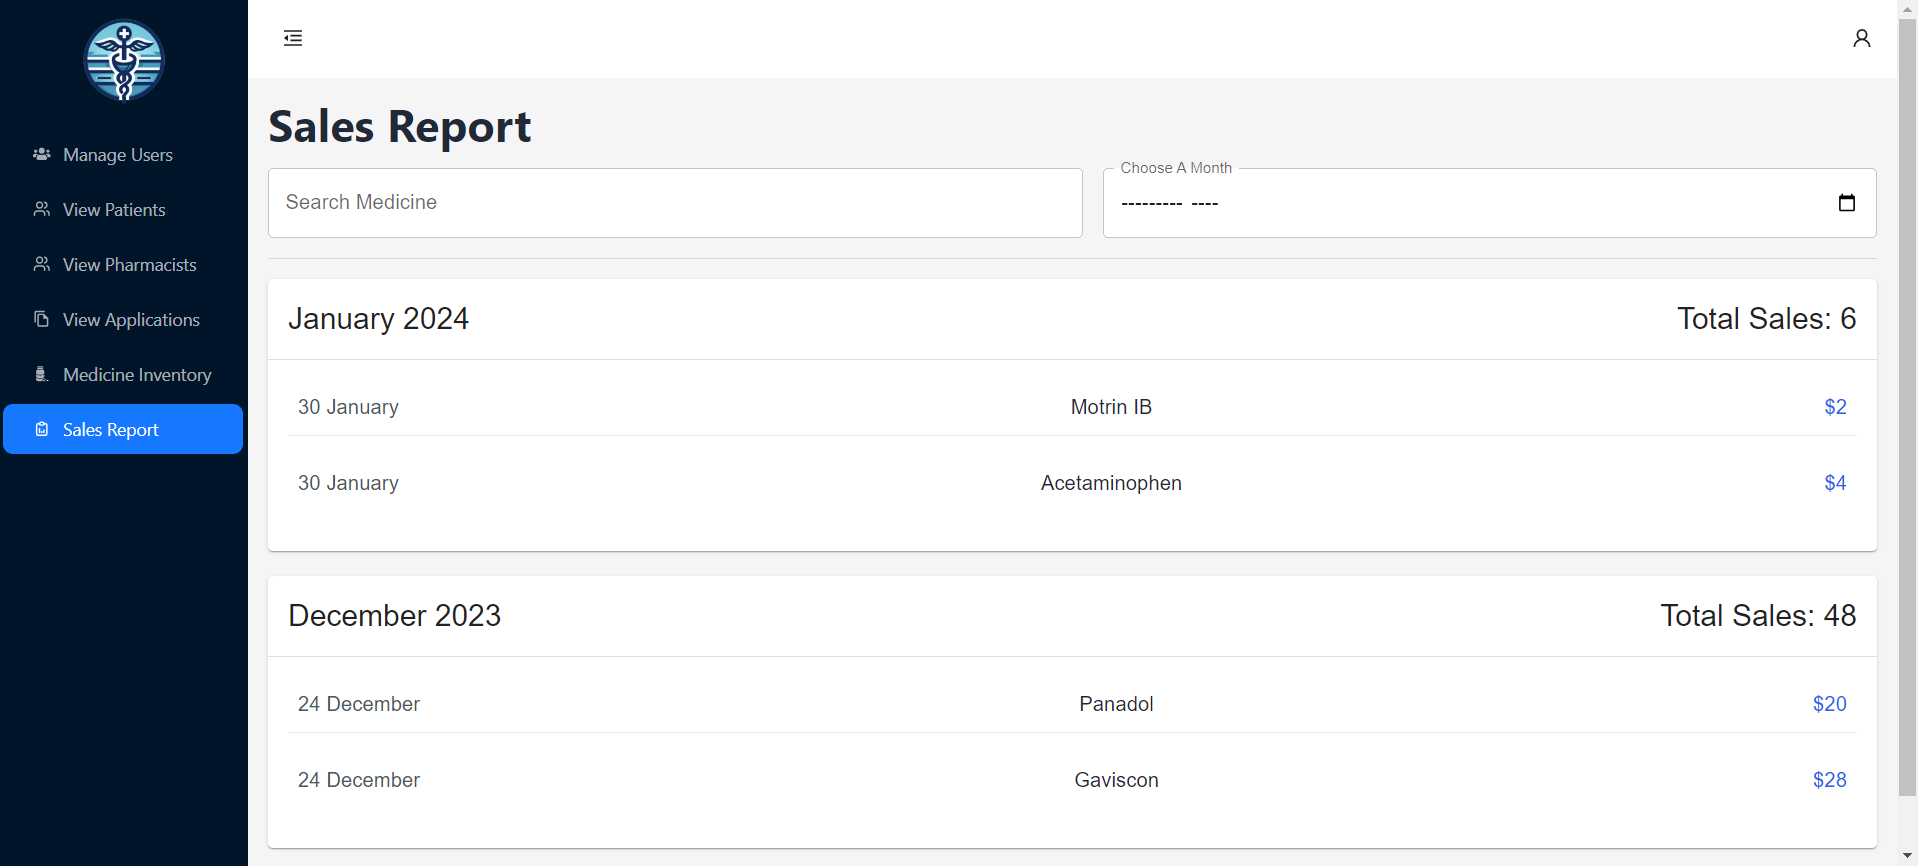 Manage Users
View Patients
View Pharmacists
View Applications
Medicine Inventory
Sales Report
Sales Report
Search Medicine
Choose A Month
--------- ----
January 2024 Total Sales: 6
30 January Motrin IB $2
30 January Acetaminophen $4
December 2023 Total Sales: 48
24 December Panadol $20
24 December Gaviscon $28